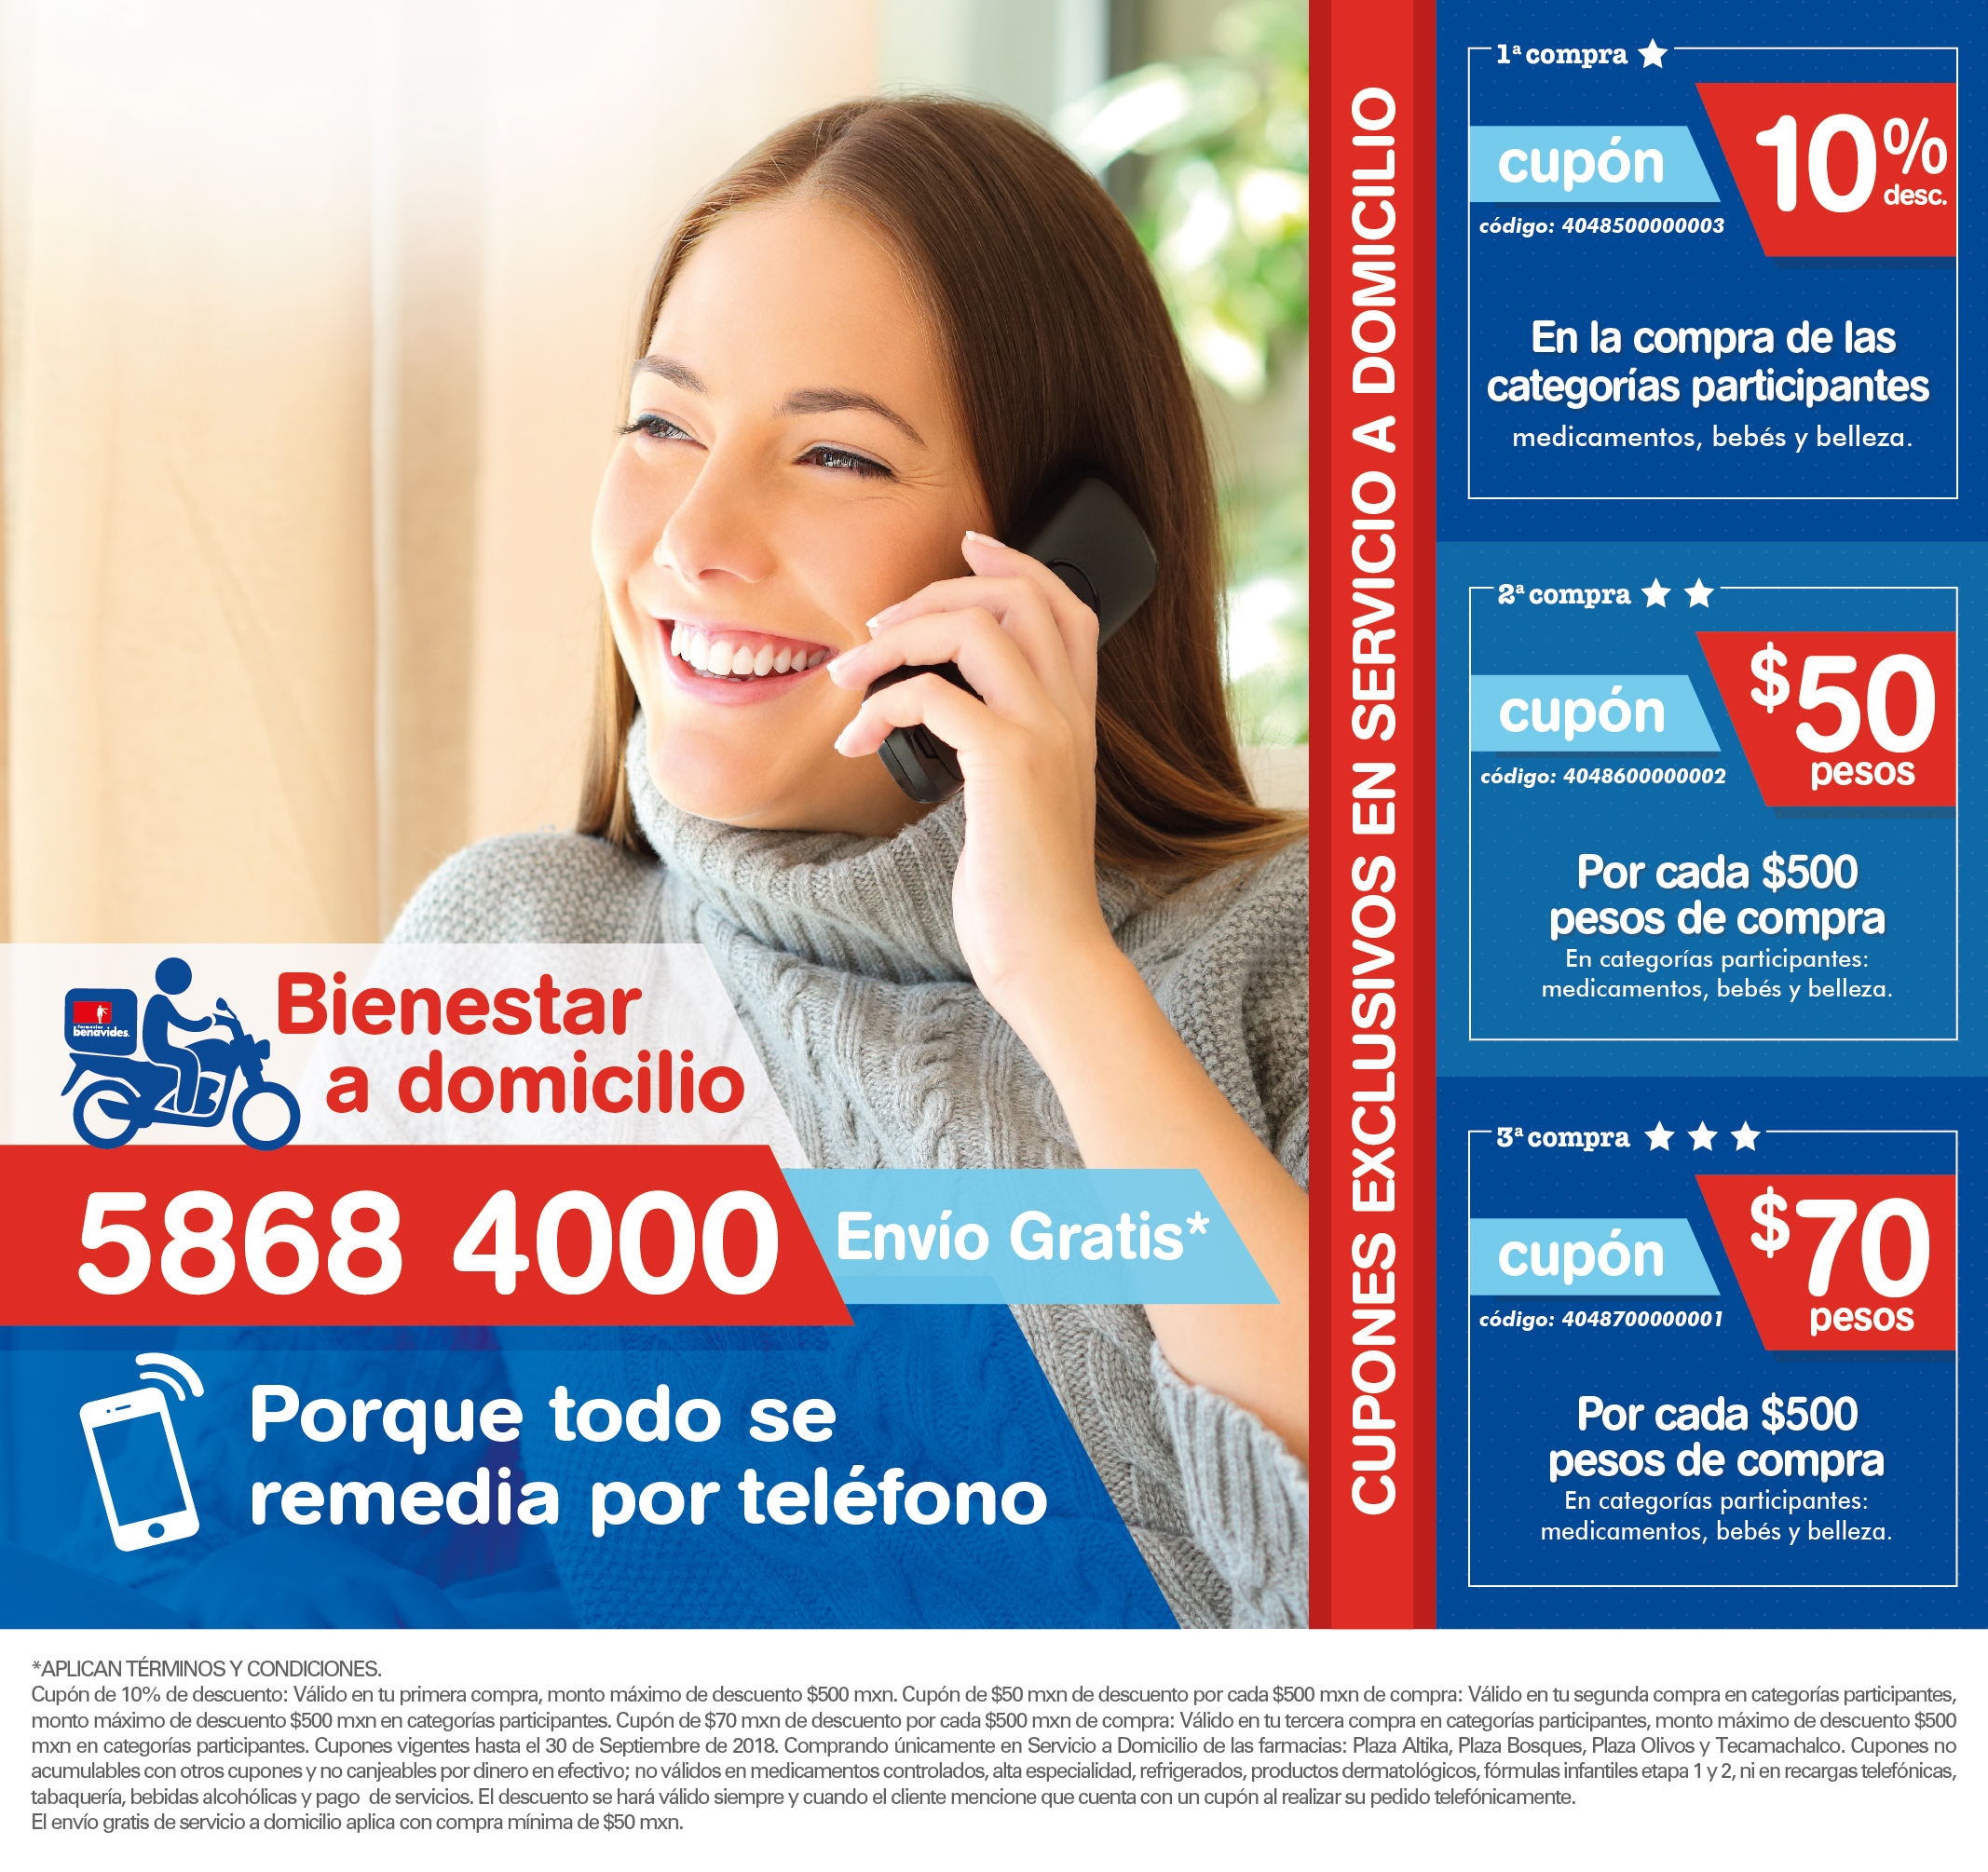 farmacias
benavides.
Bienestar
a domicilio
5868 4000
Envío Gratis*
Porque todo se
remedia por teléfono
CUPONES EXCLUSIVOS EN SERVICIO A DOMICILIO
1ª compra
cupón
10% desc.
código: 4048500000003
En la compra de las
categorías participantes
medicamentos, bebés y belleza.
2ª compra
cupón
$50
pesos
código: 4048600000002
Por cada $500
pesos de compra
En categorías participantes:
medicamentos, bebés y belleza.
3ª compra
cupón
$70
pesos
código: 4048700000001
Por cada $500
pesos de compra
En categorías participantes:
medicamentos, bebés y belleza.
*APLICAN TÉRMINOS Y CONDICIONES.
Cupón de 10% de descuento: Válido en tu primera compra, monto máximo de descuento $500 mxn. Cupón de $50 mxn de descuento por cada $500 mxn de compra: Válido en tu segunda compra en categorías participantes,
monto máximo de descuento $500 mxn en categorías participantes. Cupón de $70 mxn de descuento por cada $500 mxn de compra: Válido en tu tercera compra en categorías participantes, monto máximo de descuento $500
mxn en categorías participantes. Cupones vigentes hasta el 30 de Septiembre de 2018. Comprando únicamente en Servicio a Domicilio de las farmacias: Plaza Altika, Plaza Bosques, Plaza Olivos y Tecamachalco. Cupones no
acumulables con otros cupones y no canjeables por dinero en efectivo; no válidos en medicamentos controlados, alta especialidad, refrigerados, productos dermatológicos, fórmulas infantiles etapa 1 y 2, ni en recargas telefónicas,
tabaquería, bebidas alcohólicas y pago de servicios. El descuento se hará válido siempre y cuando el cliente mencione que cuenta con un cupón al realizar su pedido telefónicamente.
El envío gratis de servicio a domicilio aplica con compra mínima de $50 mxn.